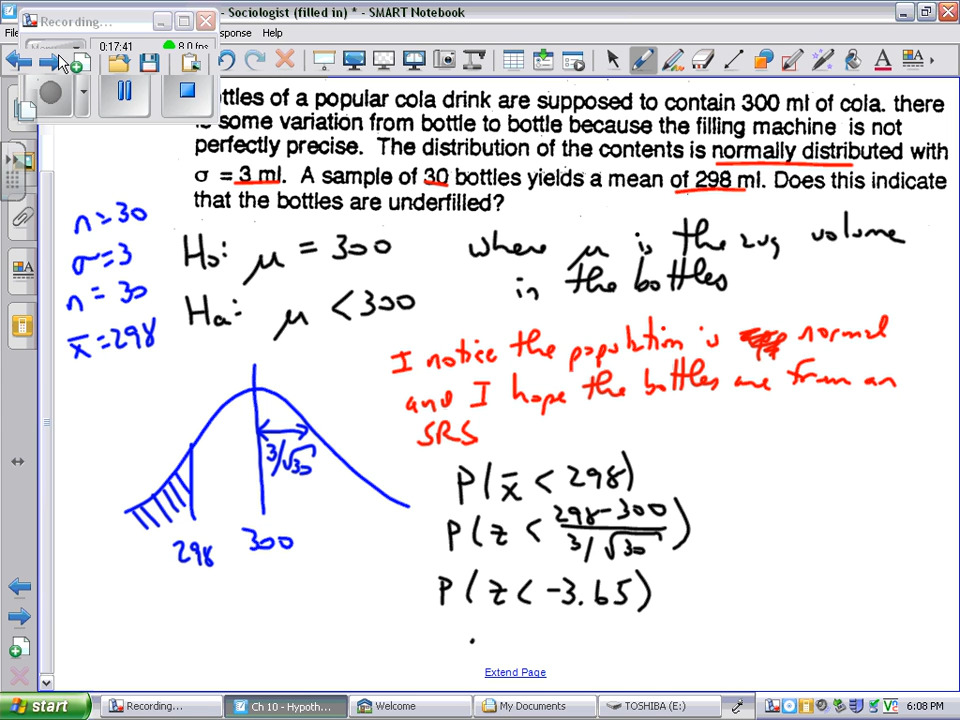 - Sociologist (filled in) * - SMART Notebook
Recording...
0:17:41
8.0 fps
sponse
Help
ottles of a popular cola drink are supposed to contain 300 ml of cola. there
is some variation from bottle to bottle because the filling machine is not
perfectly precise. The distribution of the contents is normally distributed with
σ = 3 ml. A sample of 30 bottles yields a mean of 298 ml. Does this indicate
that the bottles are underfilled?
n=30
σ=3
n=30
x̄=298
Ho: μ = 300
where μ is the avg volume
in the bottles
Ha: μ < 300
I notice the population is normal
and I hope the bottles are from an
SRS
3/√30
298
300
P(x̄ < 298)
P(z < (298-300)/(3/√30))
P(z < -3.65)
Extend Page
start
Recording...
Ch 10 - Hypoth...
Welcome
My Documents
TOSHIBA (E:)
6:08 PM